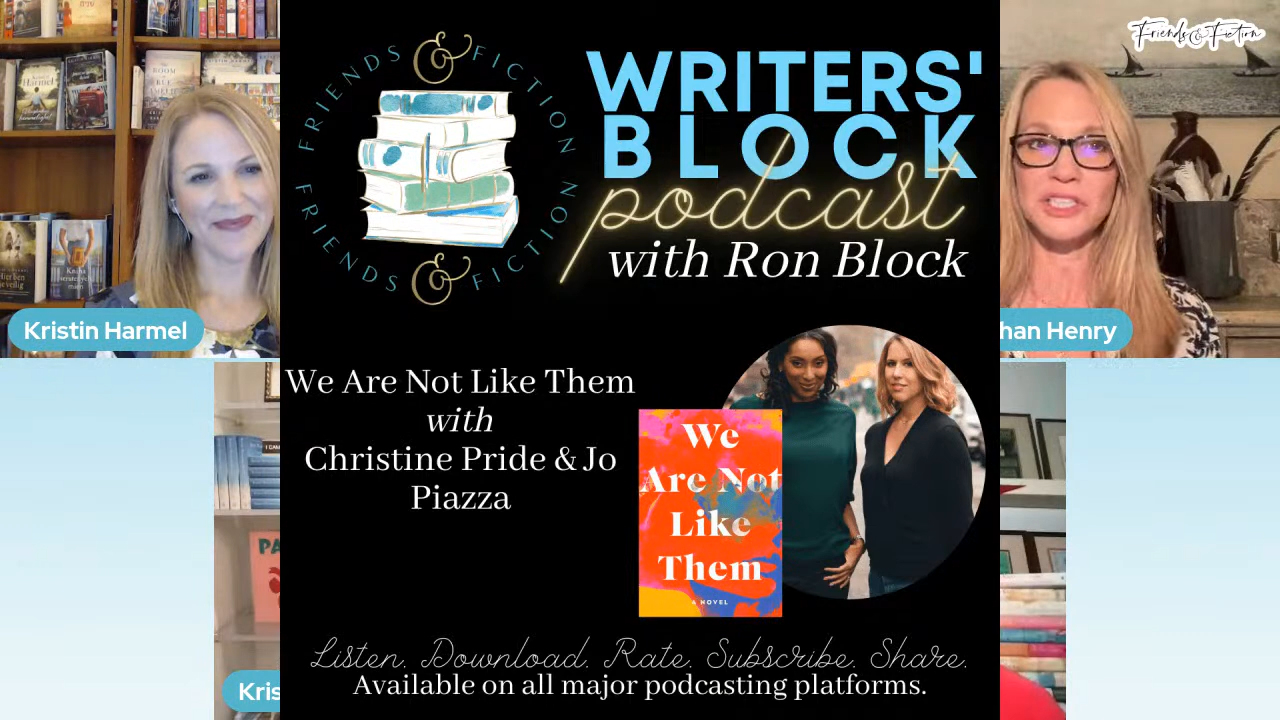 Friends & Fiction
FRIENDS & FICTION
FRIENDS & FICTION
WRITERS'
BLOCK
podcast
with Ron Block
Kristin Harmel
han Henry
We Are Not Like Them
with
Christine Pride & Jo
Piazza
We
Are Not
Like
Them
A NOVEL
Kris
Listen. Download. Rate. Subscribe. Share.
Available on all major podcasting platforms.